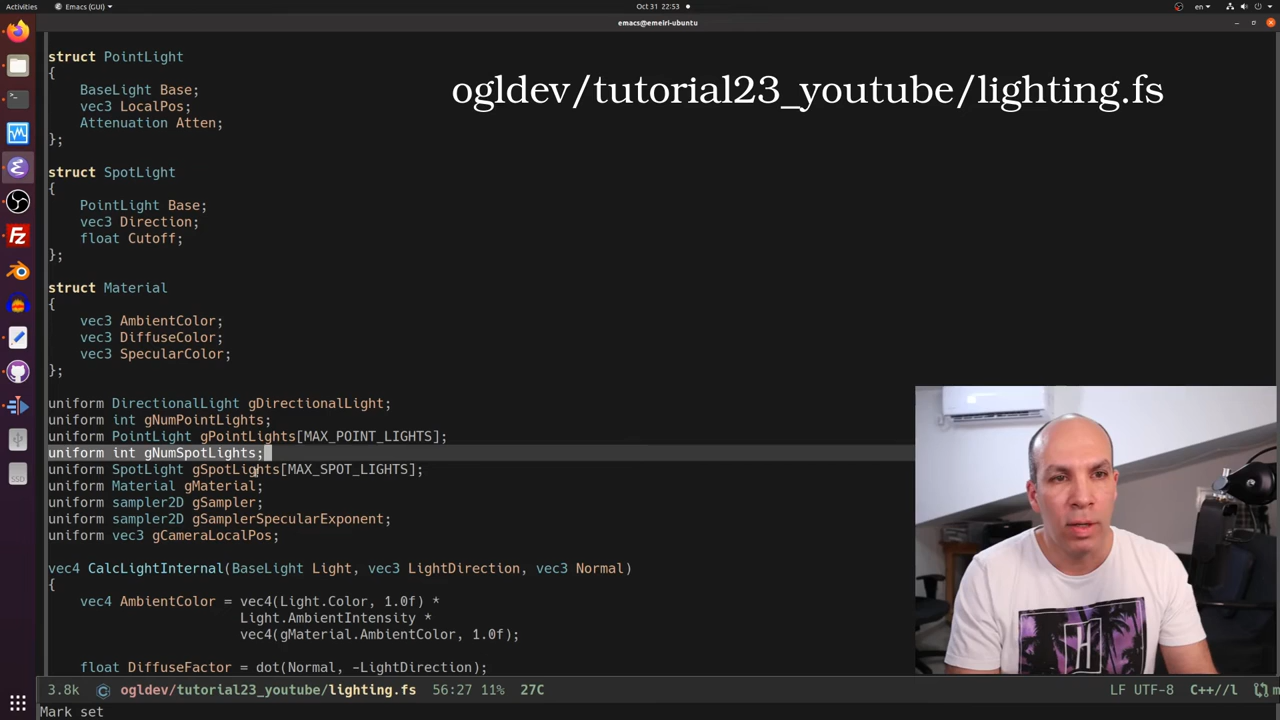 Activities
Emacs (GUI)
Oct 31 22:53
en
emacs@emeiri-ubuntu
ogldev/tutorial23_youtube/lighting.fs
struct PointLight
{
BaseLight Base;
vec3 LocalPos;
Attenuation Atten;
};
struct SpotLight
{
PointLight Base;
vec3 Direction;
float Cutoff;
};
struct Material
{
vec3 AmbientColor;
vec3 DiffuseColor;
vec3 SpecularColor;
};
uniform DirectionalLight gDirectionalLight;
uniform int gNumPointLights;
uniform PointLight gPointLights[MAX_POINT_LIGHTS];
uniform int gNumSpotLights;
uniform SpotLight gSpotLights[MAX_SPOT_LIGHTS];
uniform Material gMaterial;
uniform sampler2D gSampler;
uniform sampler2D gSamplerSpecularExponent;
uniform vec3 gCameraLocalPos;
vec4 CalcLightInternal(BaseLight Light, vec3 LightDirection, vec3 Normal)
{
vec4 AmbientColor = vec4(Light.Color, 1.0f) *
Light.AmbientIntensity *
vec4(gMaterial.AmbientColor, 1.0f);
float DiffuseFactor = dot(Normal, -LightDirection);
3.8k ogldev/tutorial23_youtube/lighting.fs 56:27 11% 27C LF UTF-8 C++//l
Mark set
Fz
SSD
H